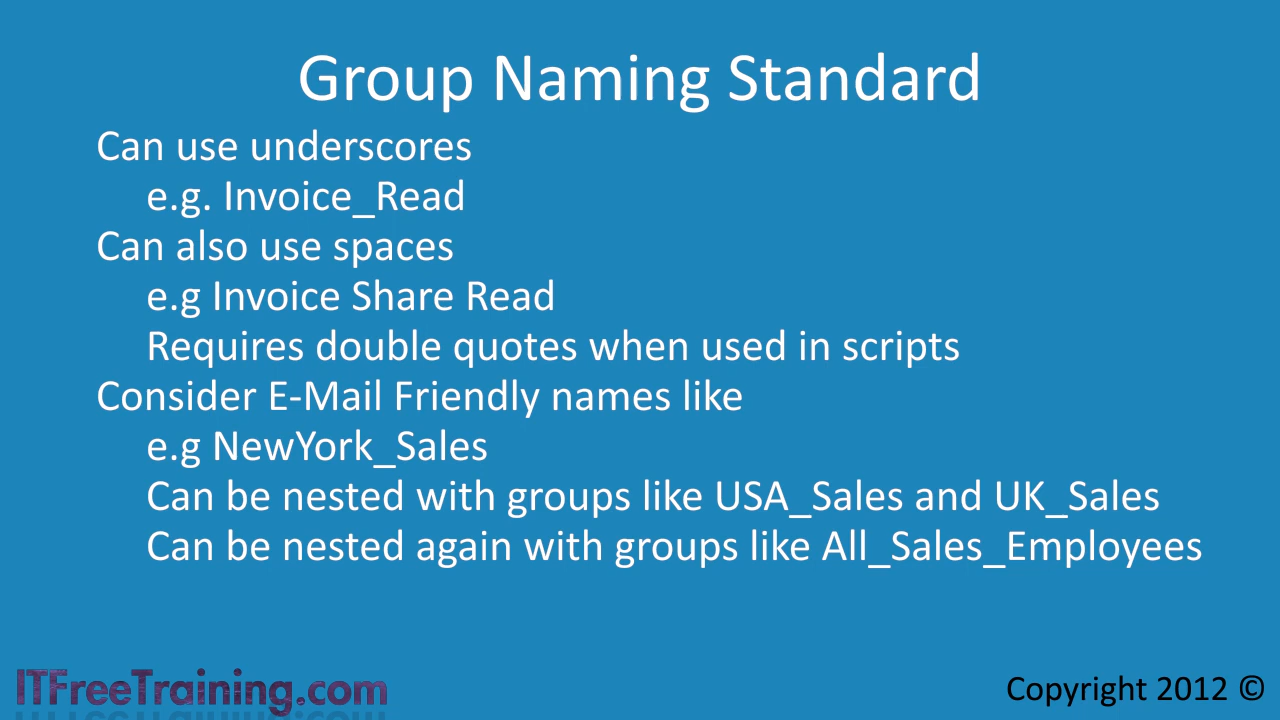 Group Naming Standard
Can use underscores
e.g. Invoice_Read
Can also use spaces
e.g Invoice Share Read
Requires double quotes when used in scripts
Consider E-Mail Friendly names like
e.g NewYork_Sales
Can be nested with groups like USA_Sales and UK_Sales
Can be nested again with groups like All_Sales_Employees
ITFreeTraining.com
Copyright 2012 ©